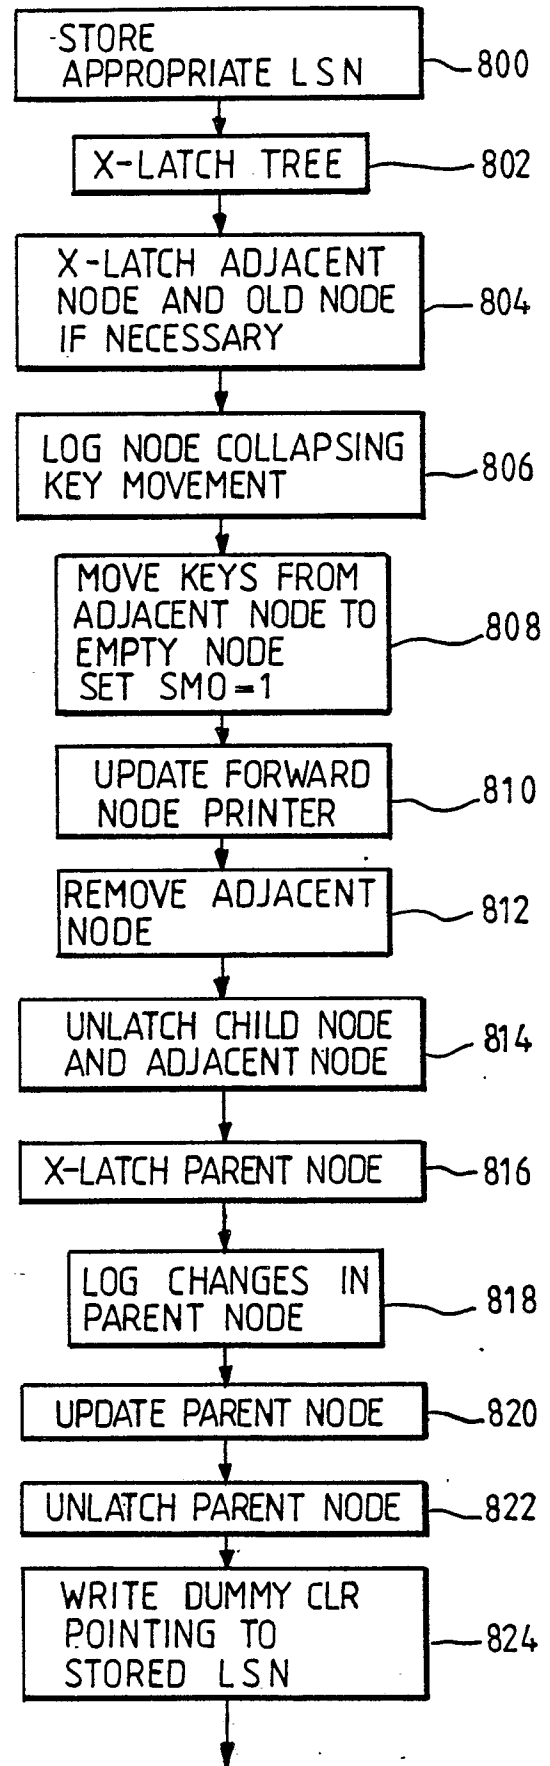 STORE
APPROPRIATE LSN
800
X-LATCH TREE
802
X-LATCH ADJACENT
NODE AND OLD NODE
IF NECESSARY
804
LOG NODE COLLAPSING
KEY MOVEMENT
806
MOVE KEYS FROM
ADJACENT NODE TO
EMPTY NODE
SET SMO=1
808
UPDATE FORWARD
NODE PRINTER
810
REMOVE ADJACENT
NODE
812
UNLATCH CHILD NODE
AND ADJACENT NODE
814
X-LATCH PARENT NODE
816
LOG CHANGES IN
PARENT NODE
818
UPDATE PARENT NODE
820
UNLATCH PARENT NODE
822
WRITE DUMMY CLR
POINTING TO
STORED LSN
824